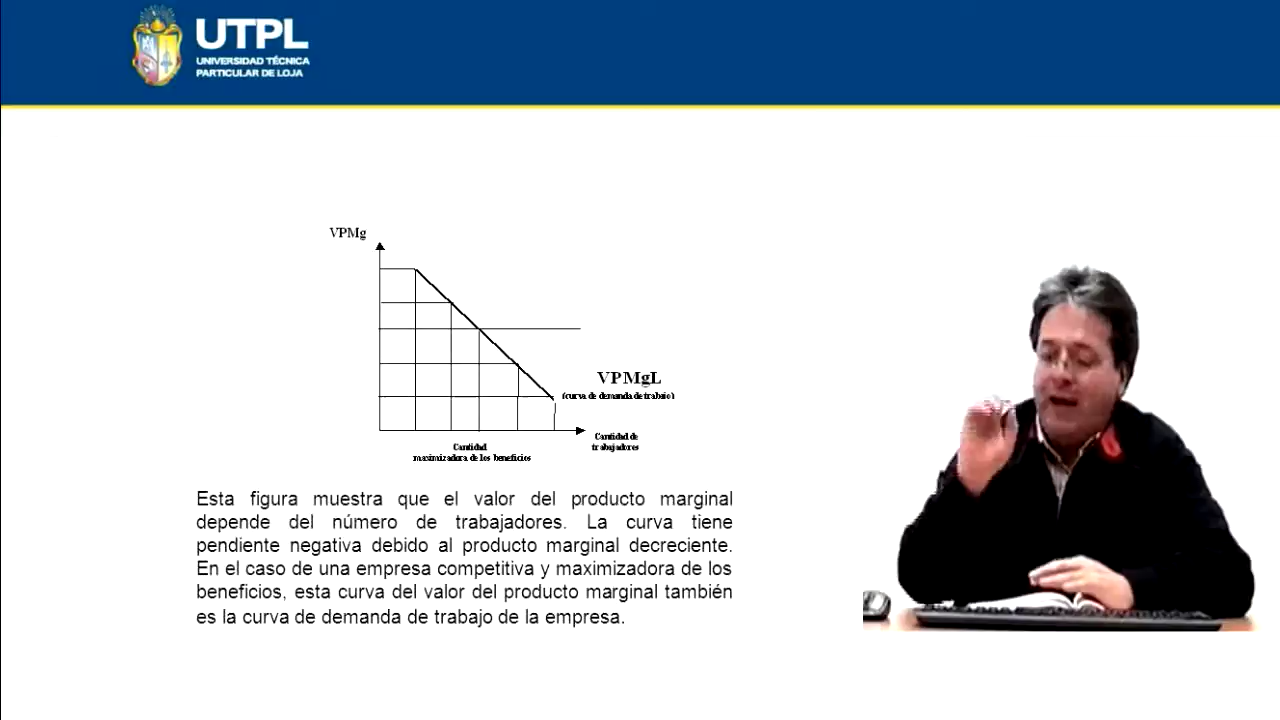 UTPL
UNIVERSIDAD TÉCNICA
PARTICULAR DE LOJA
VPMg
VPMgL
(curva de demanda de trabajo)
Cantidad de
trabajadores
Cantidad
maximizadora de los beneficios
Esta figura muestra que el valor del producto marginal
depende del número de trabajadores. La curva tiene
pendiente negativa debido al producto marginal decreciente.
En el caso de una empresa competitiva y maximizadora de los
beneficios, esta curva del valor del producto marginal también
es la curva de demanda de trabajo de la empresa.